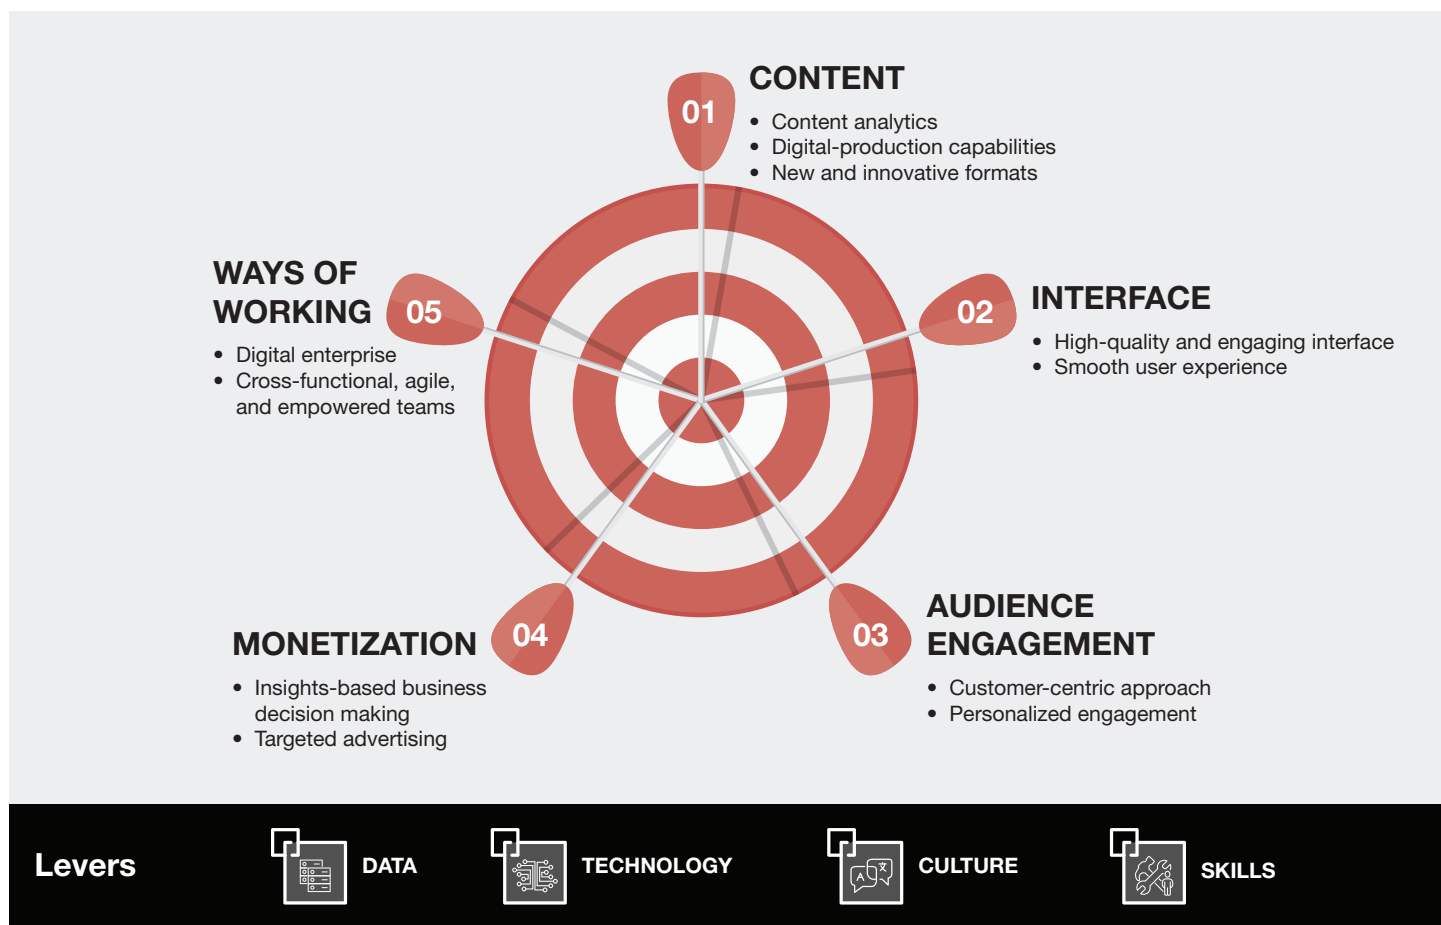 01
CONTENT
• Content analytics
• Digital-production capabilities
• New and innovative formats
02
INTERFACE
• High-quality and engaging interface
• Smooth user experience
03
AUDIENCE
ENGAGEMENT
• Customer-centric approach
• Personalized engagement
04
MONETIZATION
• Insights-based business
decision making
• Targeted advertising
05
WAYS OF
WORKING
• Digital enterprise
• Cross-functional, agile,
and empowered teams
Levers
DATA
TECHNOLOGY
A 文
CULTURE
SKILLS